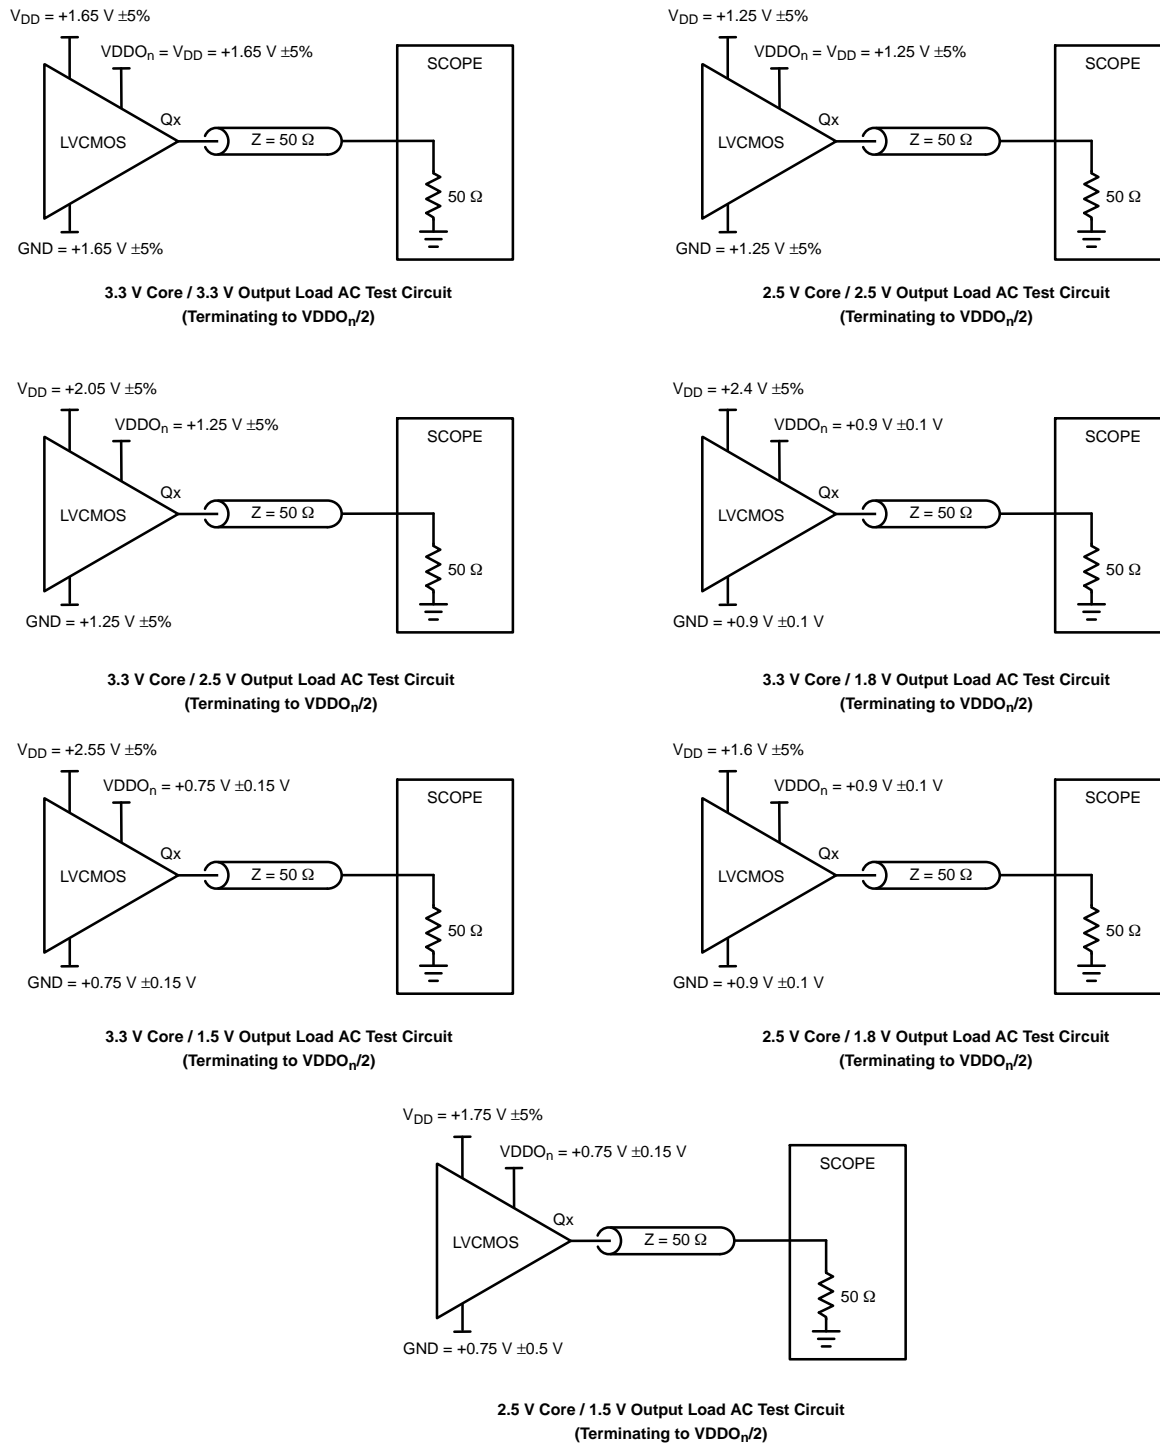 V_DD = +1.65 V ±5%
VDDO_n = V_DD = +1.65 V ±5%
SCOPE
Qx
LVCMOS
Z = 50 Ω
50 Ω
GND = +1.65 V ±5%
3.3 V Core / 3.3 V Output Load AC Test Circuit
(Terminating to VDDO_n/2)
V_DD = +1.25 V ±5%
VDDO_n = V_DD = +1.25 V ±5%
SCOPE
Qx
LVCMOS
Z = 50 Ω
50 Ω
GND = +1.25 V ±5%
2.5 V Core / 2.5 V Output Load AC Test Circuit
(Terminating to VDDO_n/2)
V_DD = +2.05 V ±5%
VDDO_n = +1.25 V ±5%
SCOPE
Qx
LVCMOS
Z = 50 Ω
50 Ω
GND = +1.25 V ±5%
3.3 V Core / 2.5 V Output Load AC Test Circuit
(Terminating to VDDO_n/2)
V_DD = +2.4 V ±5%
VDDO_n = +0.9 V ±0.1 V
SCOPE
Qx
LVCMOS
Z = 50 Ω
50 Ω
GND = +0.9 V ±0.1 V
3.3 V Core / 1.8 V Output Load AC Test Circuit
(Terminating to VDDO_n/2)
V_DD = +2.55 V ±5%
VDDO_n = +0.75 V ±0.15 V
SCOPE
Qx
LVCMOS
Z = 50 Ω
50 Ω
GND = +0.75 V ±0.15 V
3.3 V Core / 1.5 V Output Load AC Test Circuit
(Terminating to VDDO_n/2)
V_DD = +1.6 V ±5%
VDDO_n = +0.9 V ±0.1 V
SCOPE
Qx
LVCMOS
Z = 50 Ω
50 Ω
GND = +0.9 V ±0.1 V
2.5 V Core / 1.8 V Output Load AC Test Circuit
(Terminating to VDDO_n/2)
V_DD = +1.75 V ±5%
VDDO_n = +0.75 V ±0.15 V
SCOPE
Qx
LVCMOS
Z = 50 Ω
50 Ω
GND = +0.75 V ±0.5 V
2.5 V Core / 1.5 V Output Load AC Test Circuit
(Terminating to VDDO_n/2)